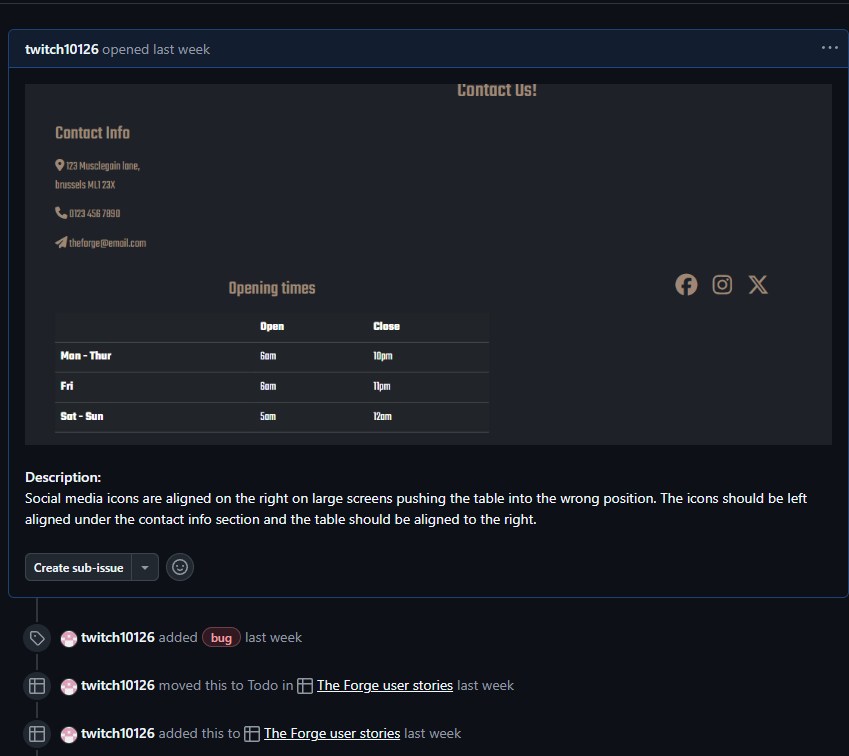 twitch10126 opened last week
Contact Us!
Contact Info
123 Musclegain lane,
brussels ML1 23X
0123 456 7890
theforge@email.com
Opening times
Open Close
Mon - Thur 6am 10pm
Fri 6am 11pm
Sat - Sun 5am 12am
Description:
Social media icons are aligned on the right on large screens pushing the table into the wrong position. The icons should be left
aligned under the contact info section and the table should be aligned to the right.
Create sub-issue
twitch10126 added bug last week
twitch10126 moved this to Todo in The Forge user stories last week
twitch10126 added this to The Forge user stories last week